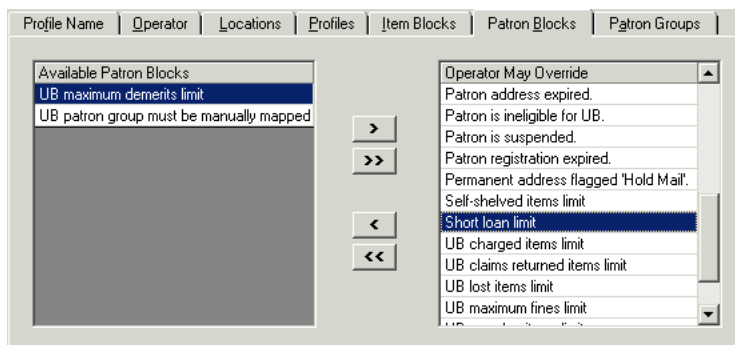 Profile Name Operator Locations Profiles Item Blocks Patron Blocks Patron Groups
Available Patron Blocks
UB maximum demerits limit
UB patron group must be manually mapped
>
>>
<
<<
Operator May Override
Patron address expired.
Patron is ineligible for UB.
Patron is suspended.
Patron registration expired.
Permanent address flagged 'Hold Mail'.
Self-shelved items limit
Short loan limit
UB charged items limit
UB claims returned items limit
UB lost items limit
UB maximum fines limit